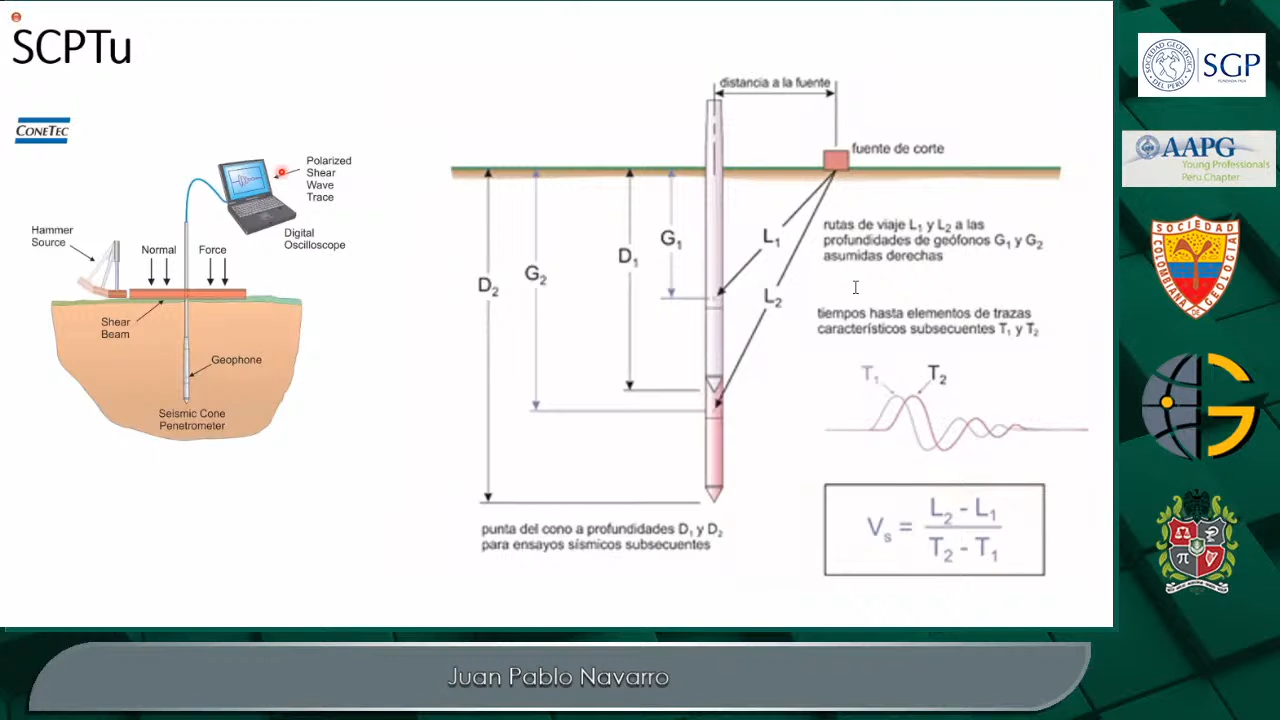 SCPTu
CONETEC
Polarized
Shear
Wave
Trace
Digital
Oscilloscope
Hammer
Source
Normal Force
Shear
Beam
Geophone
Seismic Cone
Penetrometer
distancia a la fuente
fuente de corte
D₂
G₂
D₁
G₁
L₁
L₂
rutas de viaje L₁ y L₂ a las
profundidades de geófonos G₁ y G₂
asumidas derechas
tiempos hasta elementos de trazas
característicos subsecuentes T₁ y T₂
T₁ T₂
Vₛ = (L₂ - L₁) / (T₂ - T₁)
punta del cono a profundidades D₁ y D₂
para ensayos sísmicos subsecuentes
SOCIEDAD GEOLÓGICA
DEL PERÚ
SGP
AAPG
Young Professionals
Peru Chapter
SOCIEDAD
COLOMBIANA
DE GEOLOGIA
Juan Pablo Navarro